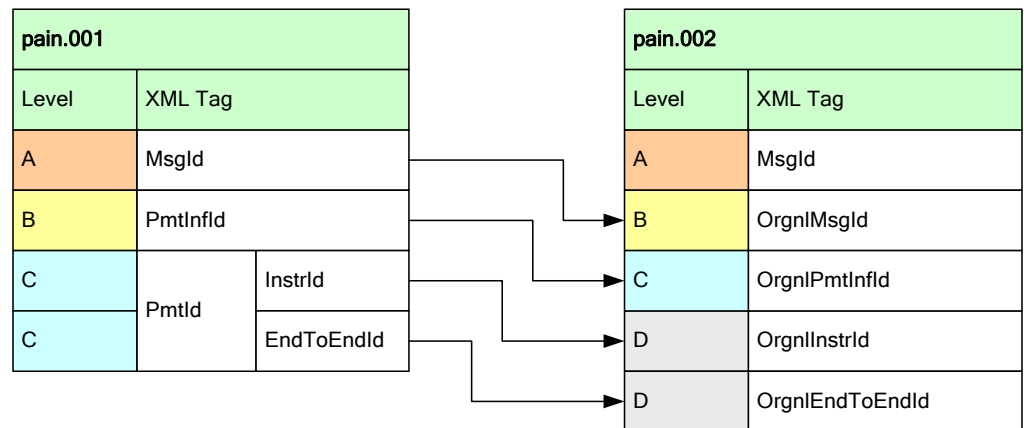 pain.001
Level XML Tag
A MsgId
B PmtInfId
C PmtId InstrId
C EndToEndId
pain.002
Level XML Tag
A MsgId
B OrgnlMsgId
C OrgnlPmtInfId
D OrgnlInstrId
D OrgnlEndToEndId